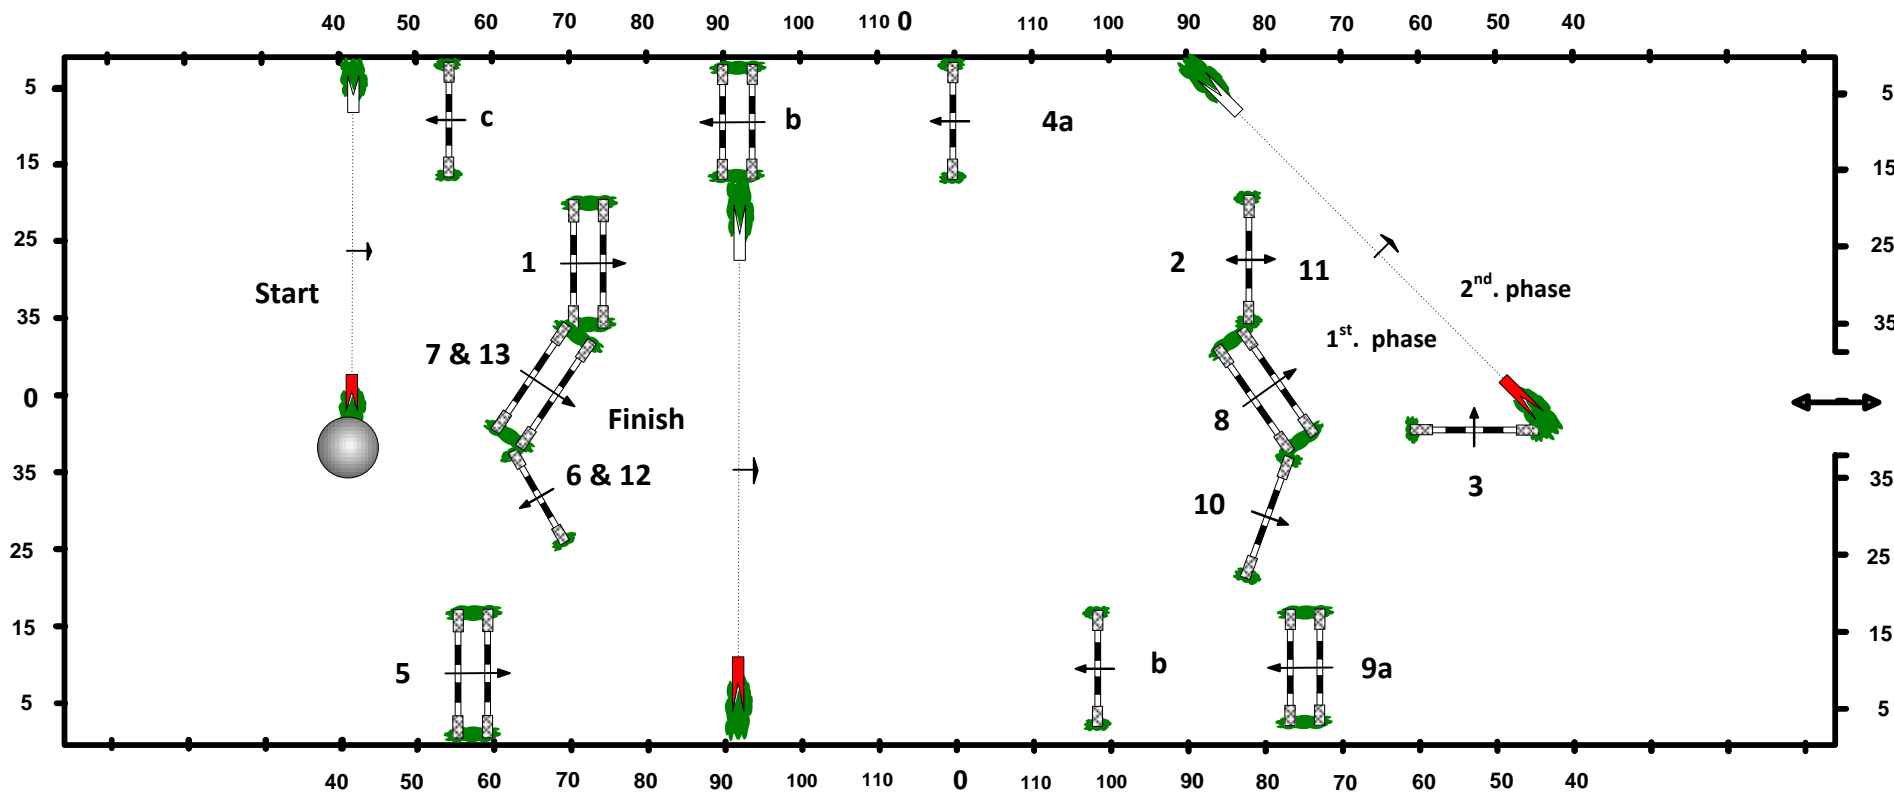 40 50 60 70 80 90 100 110 0 110 100 90 80 70 60 50 40
5 c b 4a 5
15 15
25 1 2 11 25
Start 2nd. phase
35 1st. phase 35
7 & 13
0 Finish 8
35 6 & 12 10 3 35
25 25
15 15
5 b 9a
5 5
40 50 60 70 80 90 100 110 0 110 100 90 80 70 60 50 40